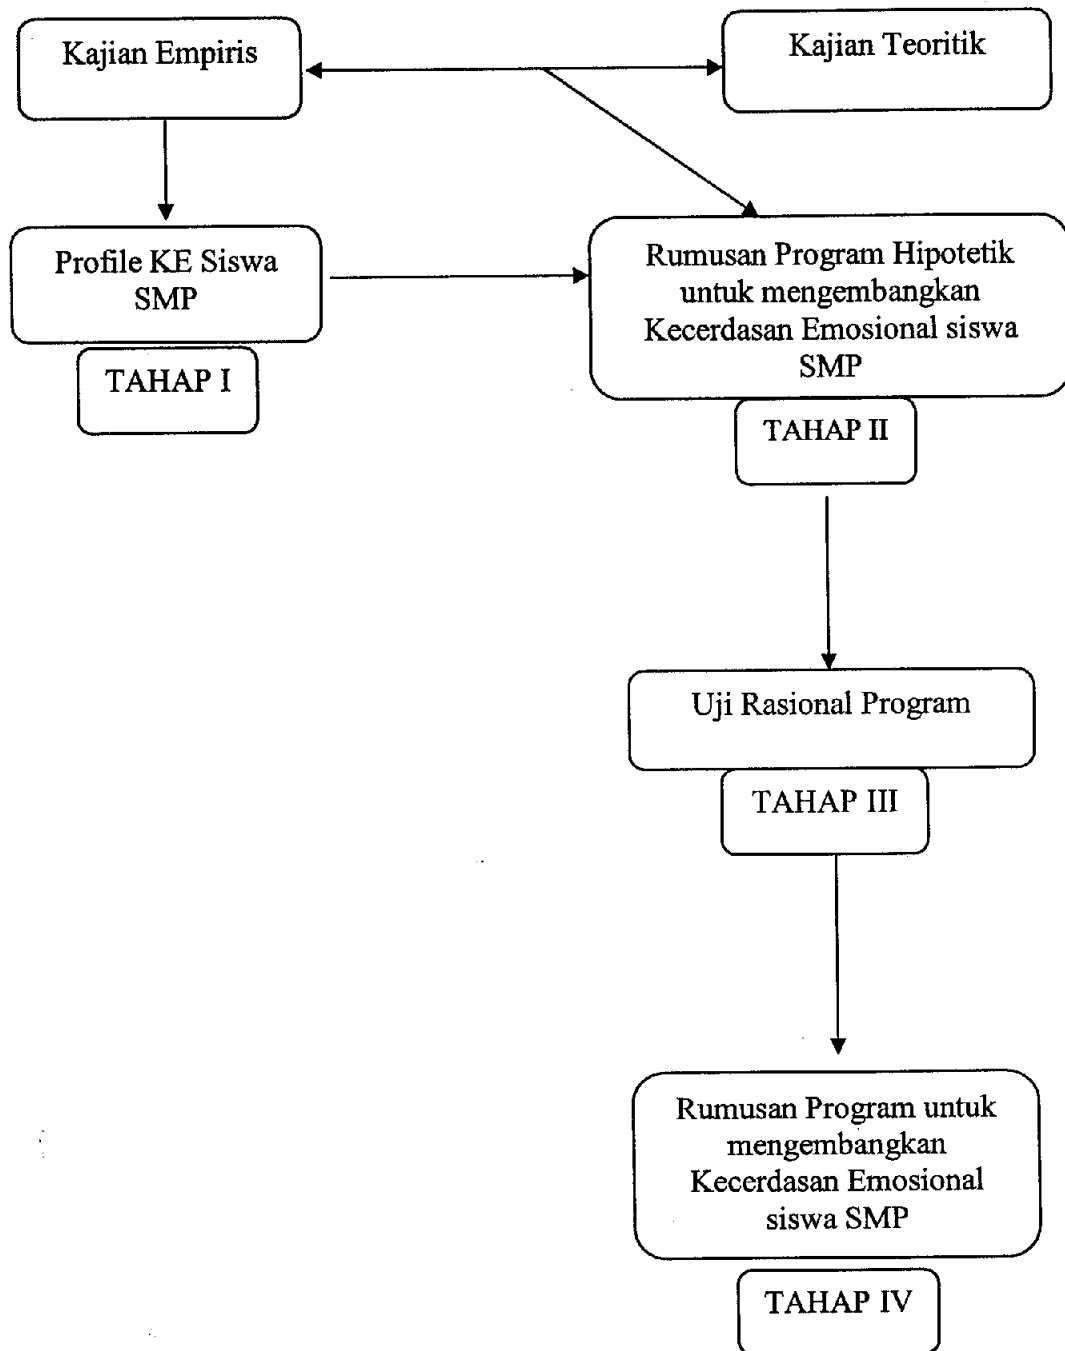 Kajian Empiris
Kajian Teoritik
Profile KE Siswa
SMP
TAHAP I
Rumusan Program Hipotetik
untuk mengembangkan
Kecerdasan Emosional siswa
SMP
TAHAP II
Uji Rasional Program
TAHAP III
Rumusan Program untuk
mengembangkan
Kecerdasan Emosional
siswa SMP
TAHAP IV